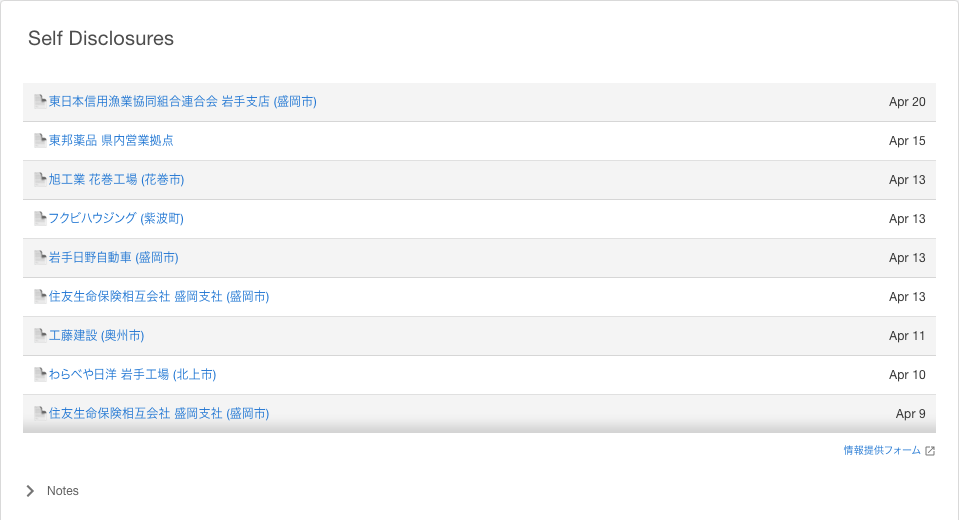 Self Disclosures
東日本信用漁業協同組合連合会 岩手支店 (盛岡市) Apr 20
東邦薬品 県内営業拠点 Apr 15
旭工業 花巻工場 (花巻市) Apr 13
フクビハウジング (紫波町) Apr 13
岩手日野自動車 (盛岡市) Apr 13
住友生命保険相互会社 盛岡支社 (盛岡市) Apr 13
工藤建設 (奥州市) Apr 11
わらべや日洋 岩手工場 (北上市) Apr 10
住友生命保険相互会社 盛岡支社 (盛岡市) Apr 9
情報提供フォーム
Notes